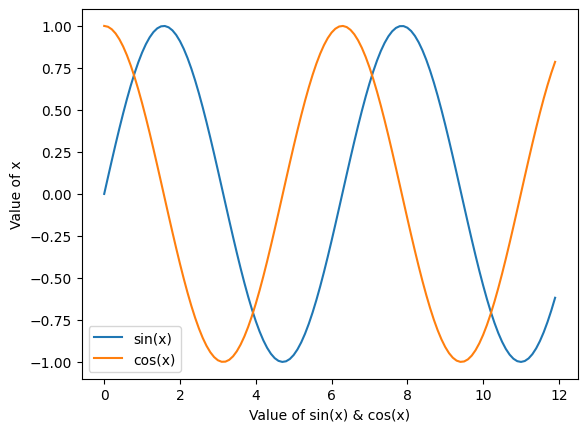 1.00
0.75
0.50
0.25
0.00
−0.25
−0.50
−0.75
−1.00
Value of x
sin(x)
cos(x)
0 2 4 6 8 10 12
Value of sin(x) & cos(x)